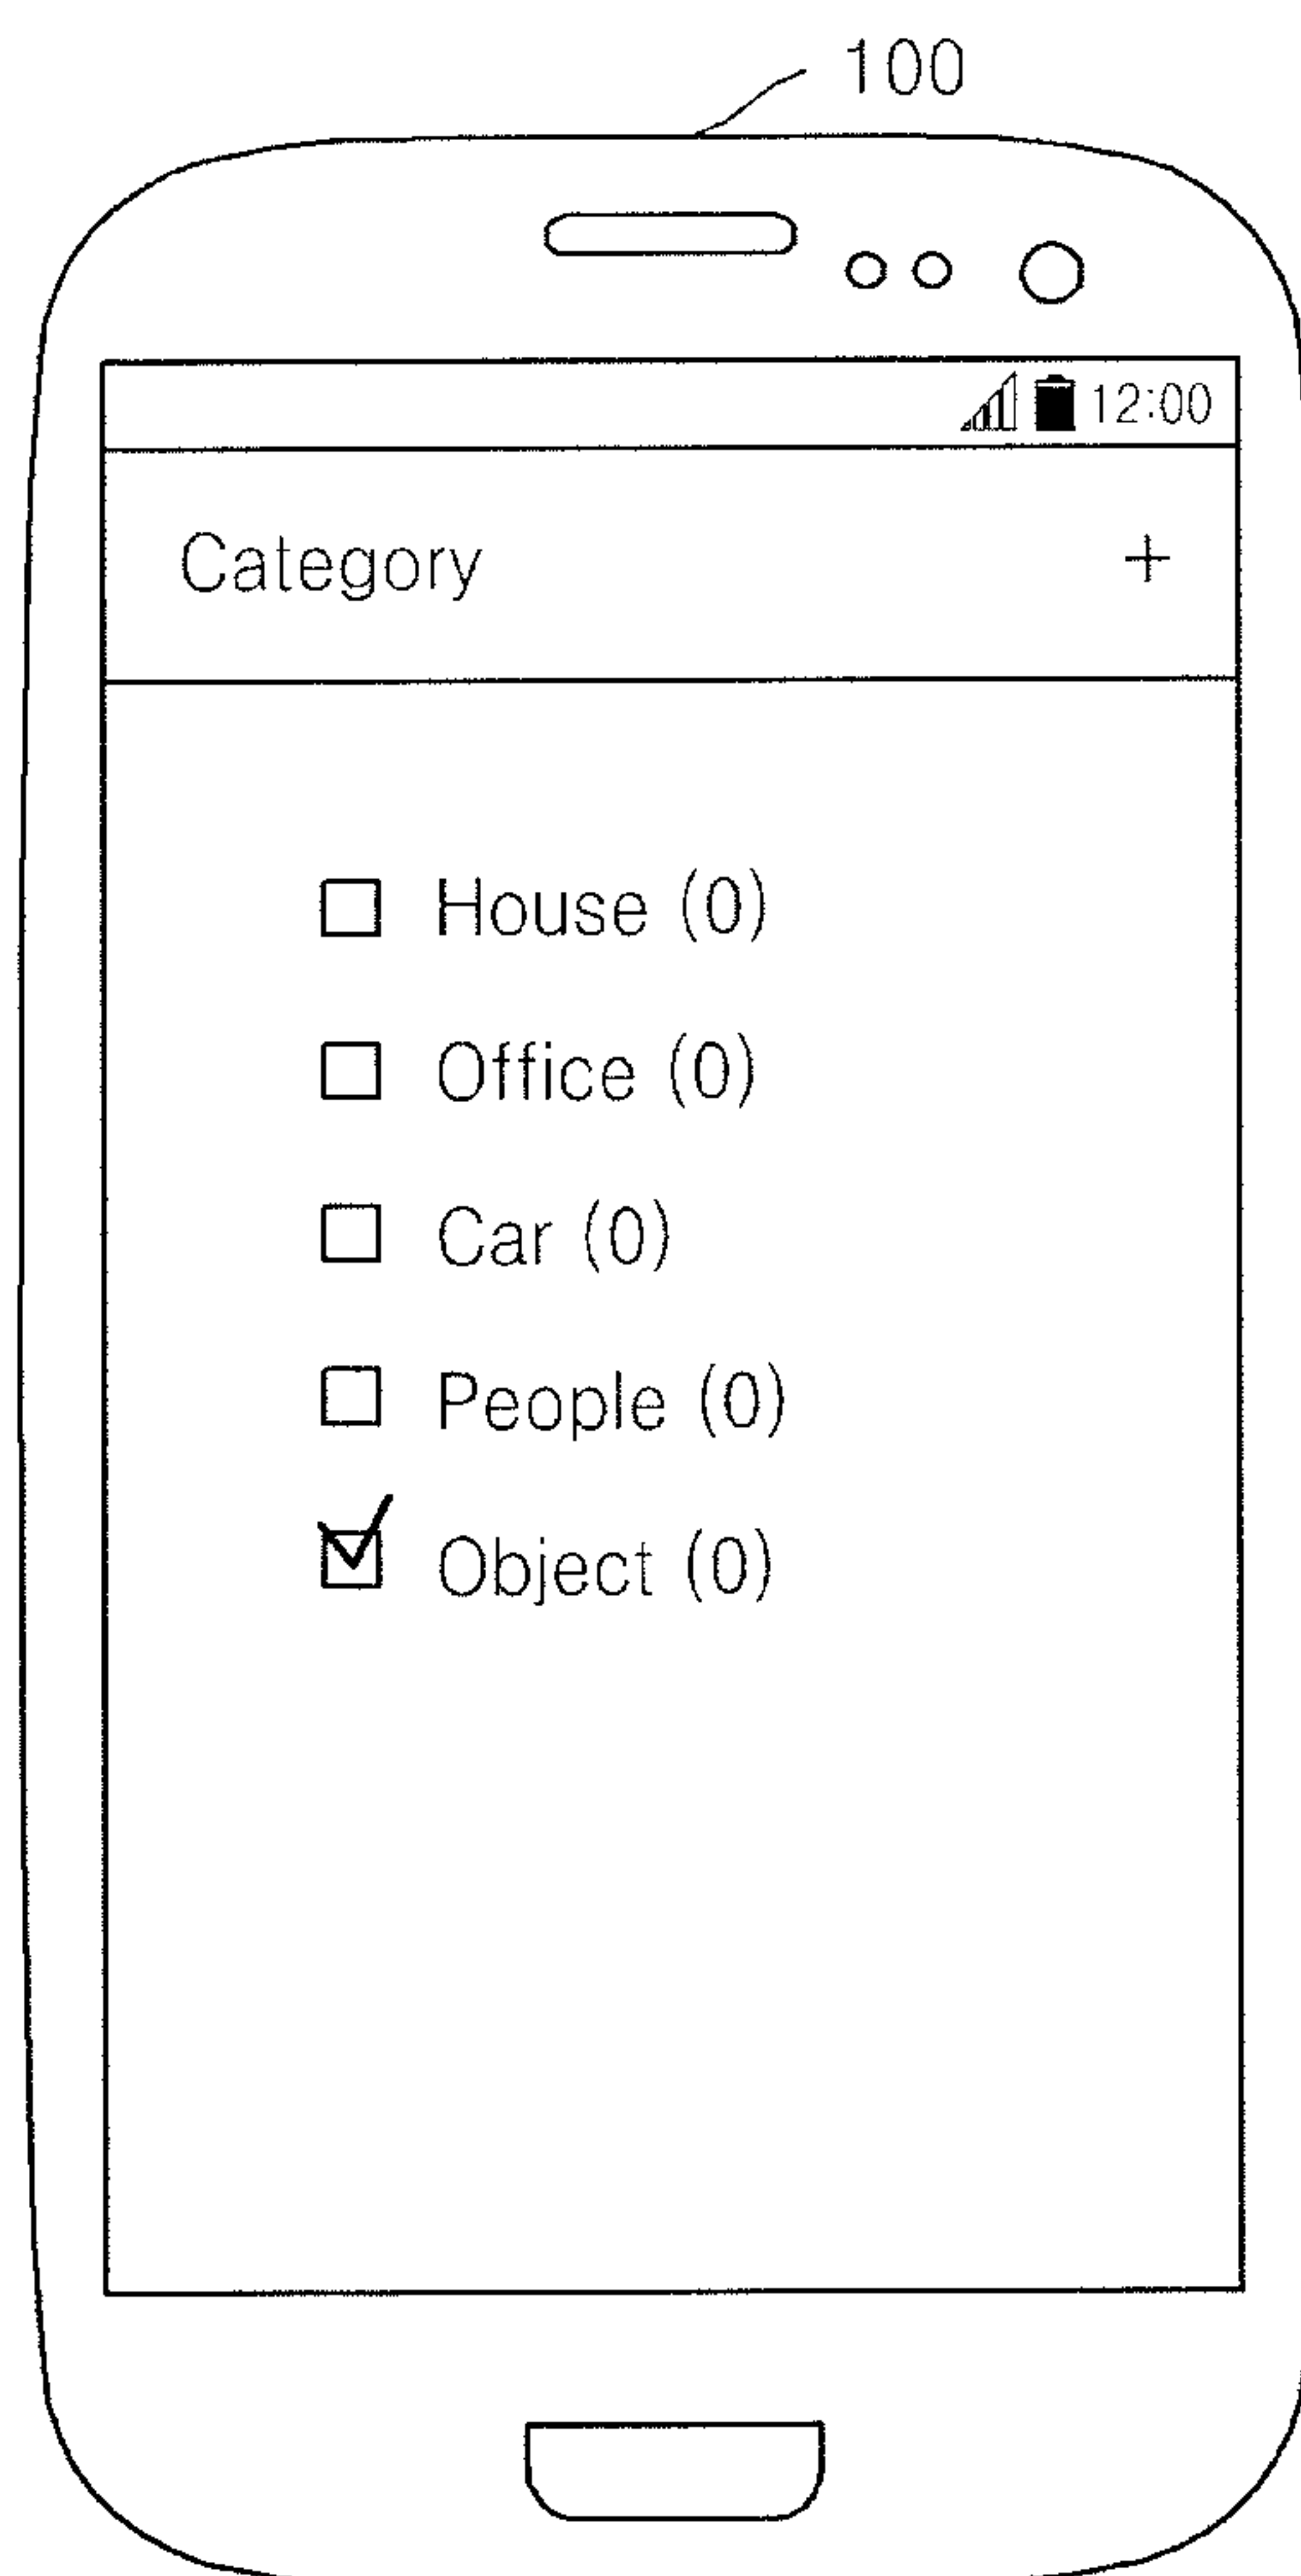 100
12:00
Category +
House (0)
Office (0)
Car (0)
People (0)
Object (0)